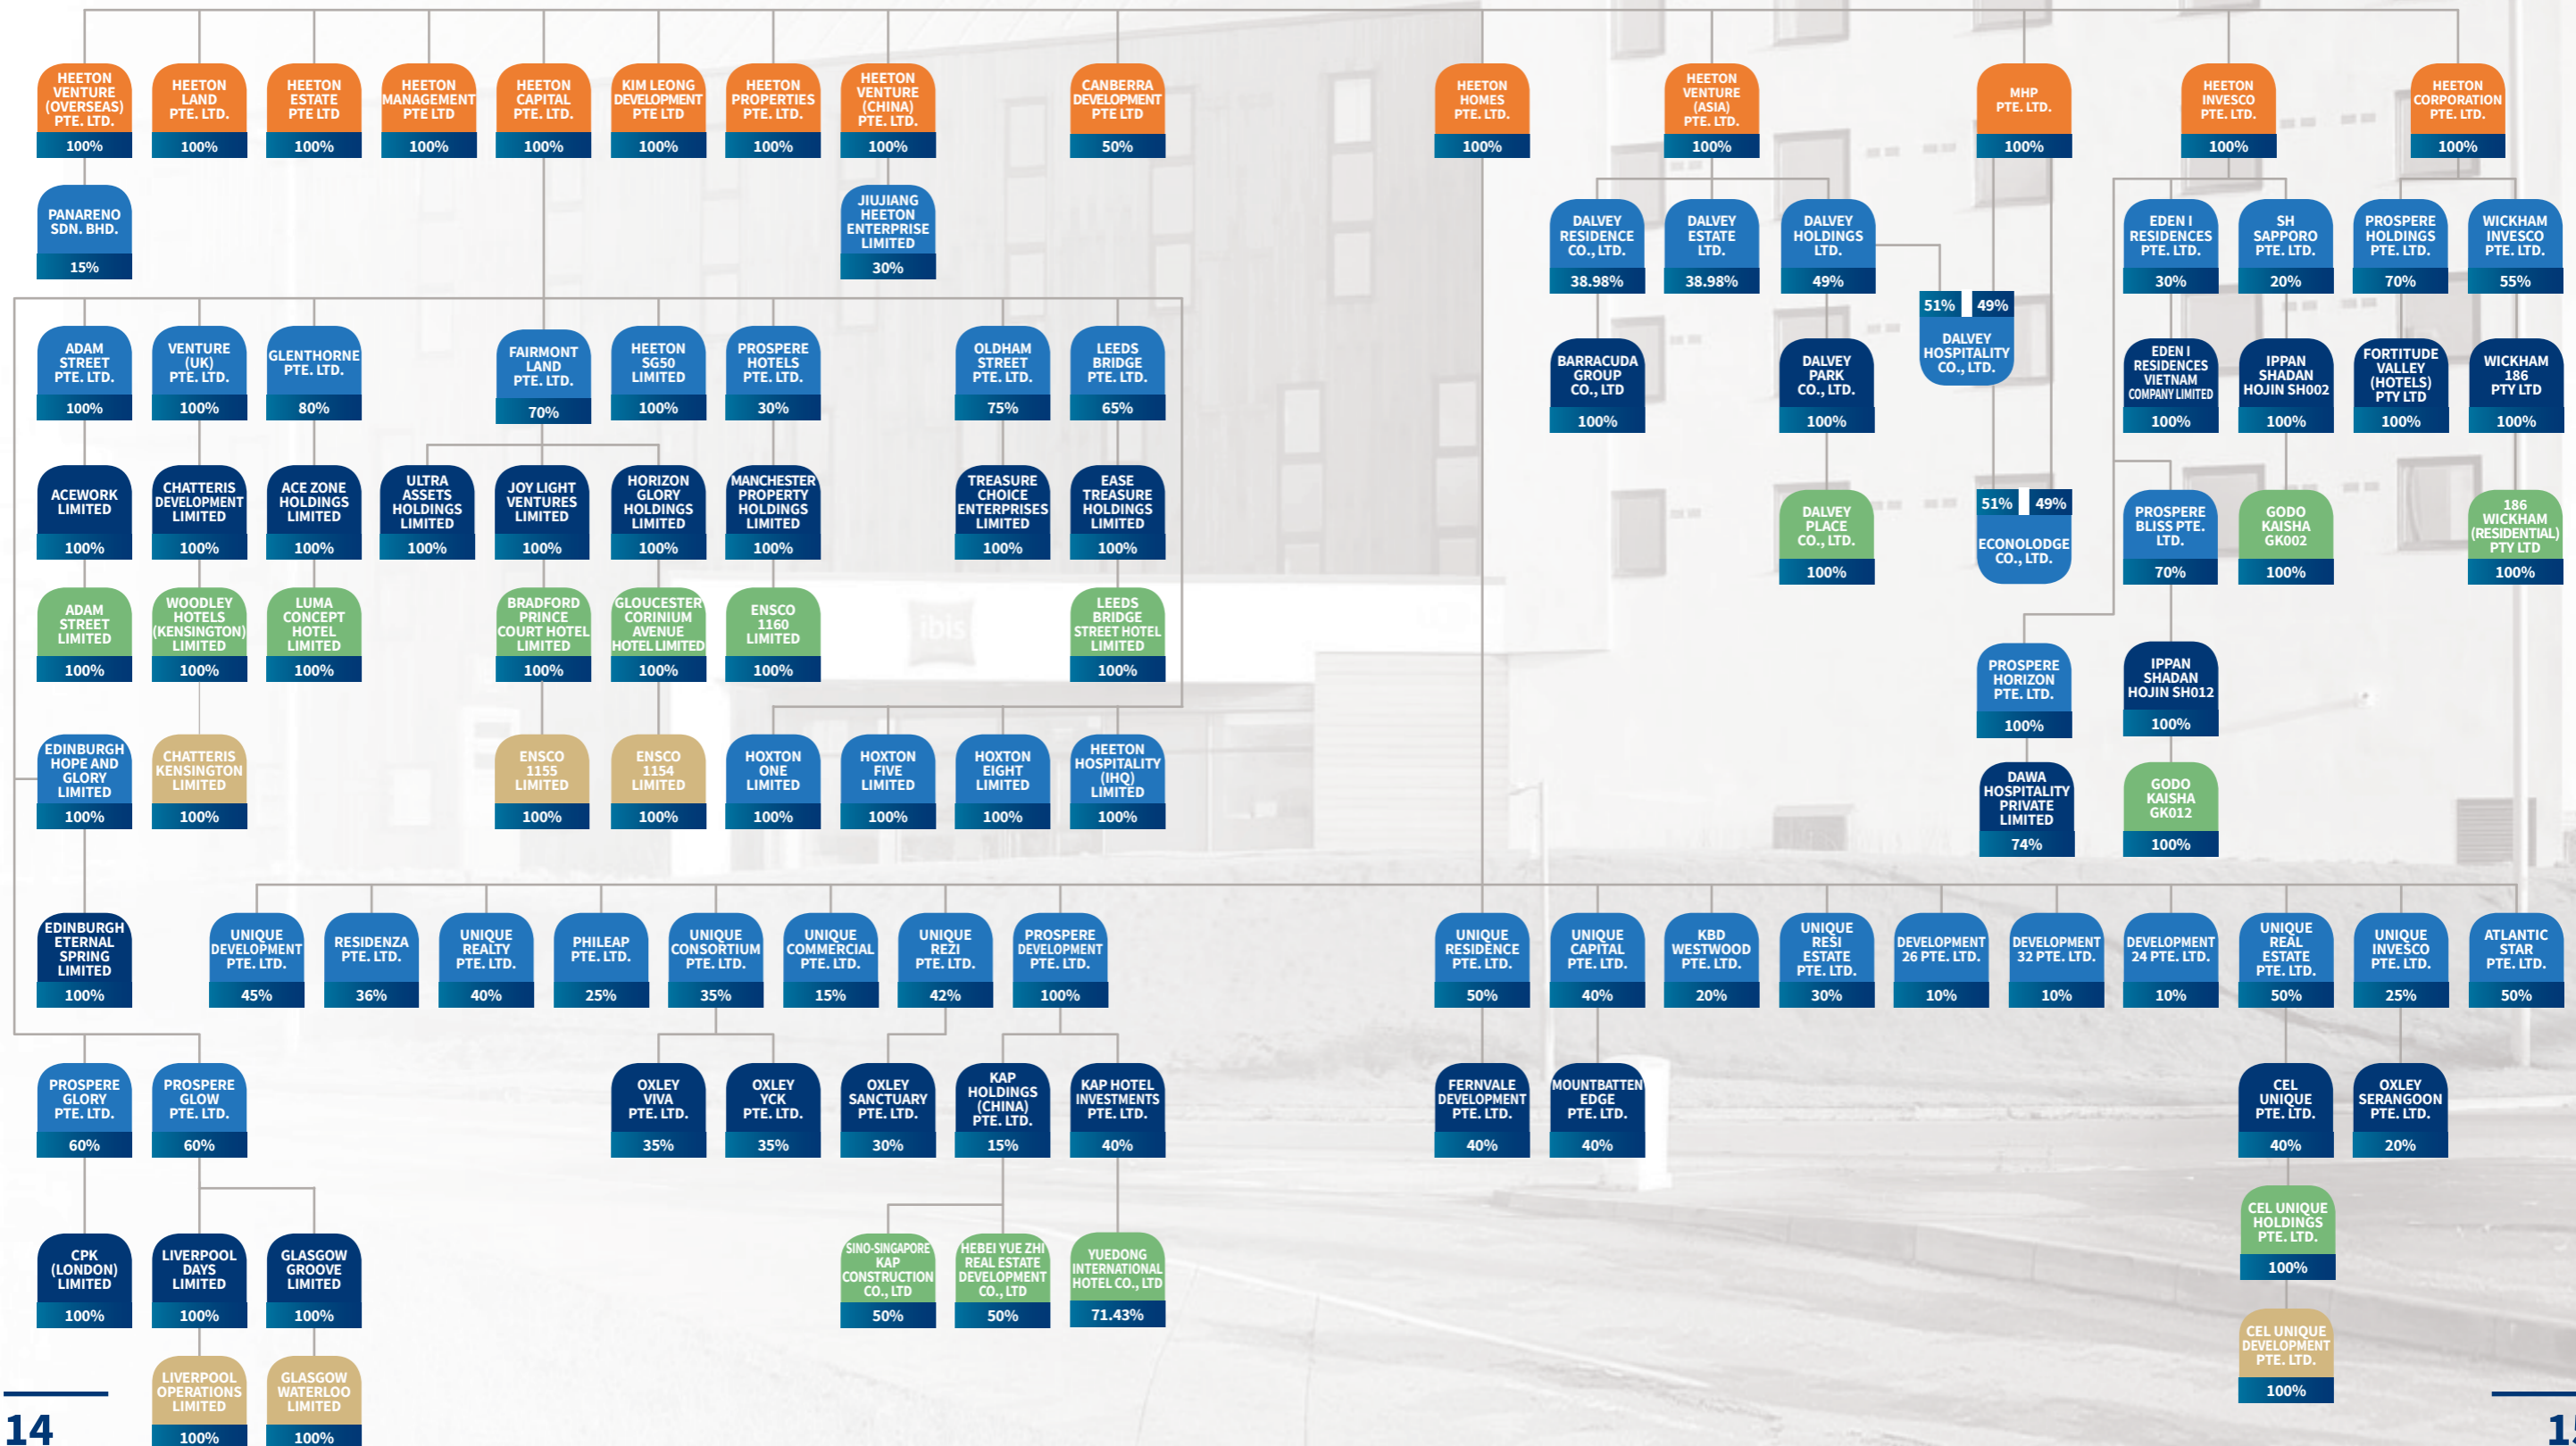 HEETON
VENTURE
(OVERSEAS)
PTE. LTD.
100%
HEETON
LAND
PTE. LTD.
100%
HEETON
ESTATE
PTE LTD
100%
HEETON
MANAGEMENT
PTE LTD
100%
HEETON
CAPITAL
PTE. LTD.
100%
KIM LEONG
DEVELOPMENT
PTE LTD
100%
HEETON
PROPERTIES
PTE. LTD.
100%
HEETON
VENTURE
(CHINA)
PTE. LTD.
100%
CANBERRA
DEVELOPMENT
PTE LTD
50%
HEETON
HOMES
PTE. LTD.
100%
HEETON
VENTURE
(ASIA)
PTE. LTD.
100%
MHP
PTE. LTD.
100%
HEETON
INVESCO
PTE. LTD.
100%
HEETON
CORPORATION
PTE. LTD.
100%
PANARENO
SDN. BHD.
15%
JIUJIANG
HEETON
ENTERPRISE
LIMITED
30%
DALVEY
RESIDENCE
CO., LTD.
38.98%
DALVEY
ESTATE
LTD.
38.98%
DALVEY
HOLDINGS
LTD.
49%
EDEN I
RESIDENCES
PTE. LTD.
30%
SH
SAPPORO
PTE. LTD.
20%
PROSPERE
HOLDINGS
PTE. LTD.
70%
WICKHAM
INVESCO
PTE. LTD.
55%
ADAM
STREET
PTE. LTD.
100%
VENTURE
(UK)
PTE. LTD.
100%
GLENTHORNE
PTE. LTD.
80%
FAIRMONT
LAND
PTE. LTD.
70%
HEETON
SG50
LIMITED
100%
PROSPERE
HOTELS
PTE. LTD.
30%
OLDHAM
STREET
PTE. LTD.
75%
LEEDS
BRIDGE
PTE. LTD.
65%
BARRACUDA
GROUP
CO., LTD
100%
DALVEY
PARK
CO., LTD.
100%
51% 49%
DALVEY
HOSPITALITY
CO., LTD.
EDEN I
RESIDENCES
VIETNAM
COMPANY LIMITED
100%
IPPAN
SHADAN
HOJIN SH002
100%
FORTITUDE
VALLEY
(HOTELS)
PTY LTD
100%
WICKHAM
186
PTY LTD
100%
ACEWORK
LIMITED
100%
CHATTERIS
DEVELOPMENT
LIMITED
100%
ACE ZONE
HOLDINGS
LIMITED
100%
ULTRA
ASSETS
HOLDINGS
LIMITED
100%
JOY LIGHT
VENTURES
LIMITED
100%
HORIZON
GLORY
HOLDINGS
LIMITED
100%
MANCHESTER
PROPERTY
HOLDINGS
LIMITED
100%
TREASURE
CHOICE
ENTERPRISES
LIMITED
100%
EASE
TREASURE
HOLDINGS
LIMITED
100%
DALVEY
PLACE
CO., LTD.
100%
51% 49%
ECONOLODGE
CO., LTD.
PROSPERE
BLISS PTE.
LTD.
70%
GODO
KAISHA
GK002
100%
186
WICKHAM
(RESIDENTIAL)
PTY LTD
100%
ADAM
STREET
LIMITED
100%
WOODLEY
HOTELS
(KENSINGTON)
LIMITED
100%
LUMA
CONCEPT
HOTEL
LIMITED
100%
BRADFORD
PRINCE
COURT HOTEL
LIMITED
100%
GLOUCESTER
CORINIUM
AVENUE
HOTEL LIMITED
100%
ENSCO
1160
LIMITED
100%
ibis
LEEDS
BRIDGE
STREET HOTEL
LIMITED
100%
PROSPERE
HORIZON
PTE. LTD.
100%
IPPAN
SHADAN
HOJIN SH012
100%
EDINBURGH
HOPE AND
GLORY
LIMITED
100%
CHATTERIS
KENSINGTON
LIMITED
100%
ENSCO
1155
LIMITED
100%
ENSCO
1154
LIMITED
100%
HOXTON
ONE
LIMITED
100%
HOXTON
FIVE
LIMITED
100%
HOXTON
EIGHT
LIMITED
100%
HEETON
HOSPITALITY
(IHQ)
LIMITED
100%
DAWA
HOSPITALITY
PRIVATE
LIMITED
74%
GODO
KAISHA
GK012
100%
EDINBURGH
ETERNAL
SPRING
LIMITED
100%
UNIQUE
DEVELOPMENT
PTE. LTD.
45%
RESIDENZA
PTE. LTD.
36%
UNIQUE
REALTY
PTE. LTD.
40%
PHILEAP
PTE. LTD.
25%
UNIQUE
CONSORTIUM
PTE. LTD.
35%
UNIQUE
COMMERCIAL
PTE. LTD.
15%
UNIQUE
REZI
PTE. LTD.
42%
PROSPERE
DEVELOPMENT
PTE. LTD.
100%
UNIQUE
RESIDENCE
PTE. LTD.
50%
UNIQUE
CAPITAL
PTE. LTD.
40%
KBD
WESTWOOD
PTE. LTD.
20%
UNIQUE
RESI
ESTATE
PTE. LTD.
30%
DEVELOPMENT
26 PTE. LTD.
10%
DEVELOPMENT
32 PTE. LTD.
10%
DEVELOPMENT
24 PTE. LTD.
10%
UNIQUE
REAL
ESTATE
PTE. LTD.
50%
UNIQUE
INVESCO
PTE. LTD.
25%
ATLANTIC
STAR
PTE. LTD.
50%
PROSPERE
GLORY
PTE. LTD.
60%
PROSPERE
GLOW
PTE. LTD.
60%
OXLEY
VIVA
PTE. LTD.
35%
OXLEY
YCK
PTE. LTD.
35%
OXLEY
SANCTUARY
PTE. LTD.
30%
KAP
HOLDINGS
(CHINA)
PTE. LTD.
15%
KAP HOTEL
INVESTMENTS
PTE. LTD.
40%
FERNVALE
DEVELOPMENT
PTE. LTD.
40%
MOUNTBATTEN
EDGE
PTE. LTD.
40%
CEL
UNIQUE
PTE. LTD.
40%
OXLEY
SERANGOON
PTE. LTD.
20%
CPK
(LONDON)
LIMITED
100%
LIVERPOOL
DAYS
LIMITED
100%
GLASGOW
GROOVE
LIMITED
100%
SINO-SINGAPORE
KAP
CONSTRUCTION
CO., LTD
50%
HEBEI YUE ZHI
REAL ESTATE
DEVELOPMENT
CO., LTD
50%
YUEDONG
INTERNATIONAL
HOTEL CO., LTD
71.43%
CEL UNIQUE
HOLDINGS
PTE. LTD.
100%
LIVERPOOL
OPERATIONS
LIMITED
100%
GLASGOW
WATERLOO
LIMITED
100%
CEL UNIQUE
DEVELOPMENT
PTE. LTD.
100%
14